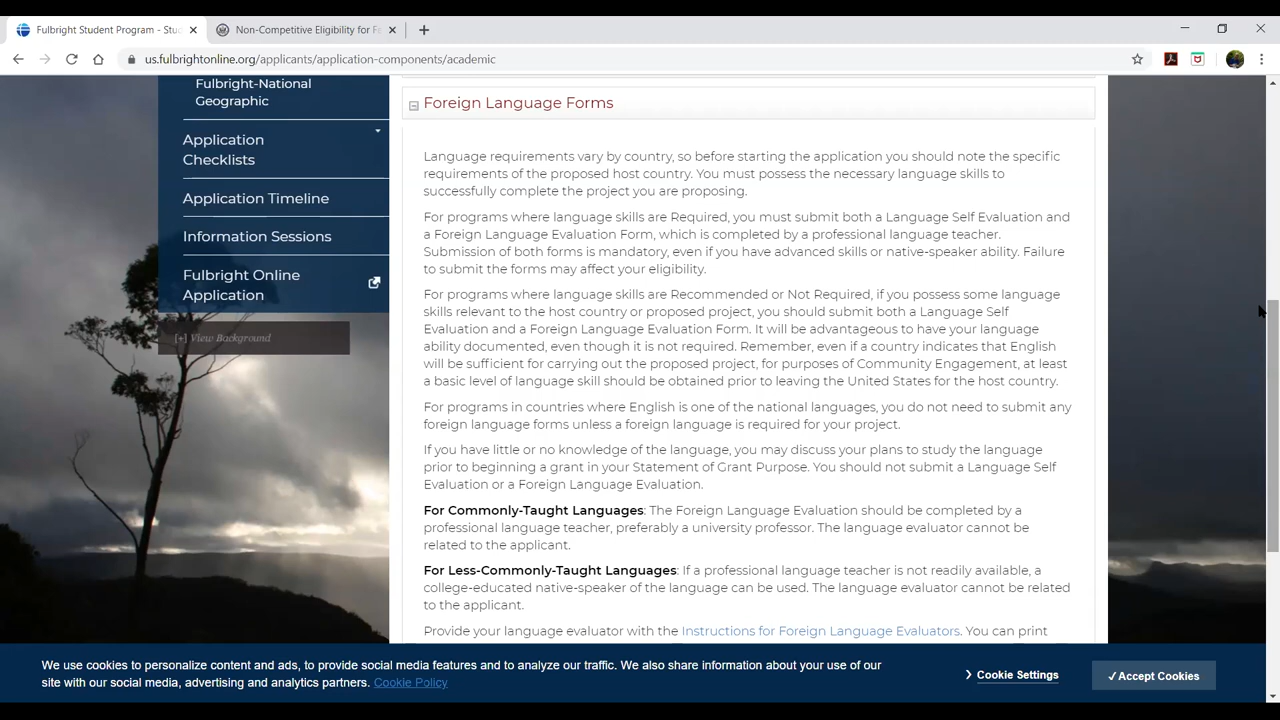 Fulbright Student Program - Stu
Non-Competitive Eligibility for F
us.fulbrightonline.org/applicants/application-components/academic
Fulbright-National
Geographic
Application
Checklists
Application Timeline
Information Sessions
Fulbright Online
Application
[+] View Background
Foreign Language Forms
Language requirements vary by country, so before starting the application you should note the specific
requirements of the proposed host country. You must possess the necessary language skills to
successfully complete the project you are proposing.
For programs where language skills are Required, you must submit both a Language Self Evaluation and
a Foreign Language Evaluation Form, which is completed by a professional language teacher.
Submission of both forms is mandatory, even if you have advanced skills or native-speaker ability. Failure
to submit the forms may affect your eligibility.
For programs where language skills are Recommended or Not Required, if you possess some language
skills relevant to the host country or proposed project, you should submit both a Language Self
Evaluation and a Foreign Language Evaluation Form. It will be advantageous to have your language
ability documented, even though it is not required. Remember, even if a country indicates that English
will be sufficient for carrying out the proposed project, for purposes of Community Engagement, at least
a basic level of language skill should be obtained prior to leaving the United States for the host country.
For programs in countries where English is one of the national languages, you do not need to submit any
foreign language forms unless a foreign language is required for your project.
If you have little or no knowledge of the language, you may discuss your plans to study the language
prior to beginning a grant in your Statement of Grant Purpose. You should not submit a Language Self
Evaluation or a Foreign Language Evaluation.
For Commonly-Taught Languages: The Foreign Language Evaluation should be completed by a
professional language teacher, preferably a university professor. The language evaluator cannot be
related to the applicant.
For Less-Commonly-Taught Languages: If a professional language teacher is not readily available, a
college-educated native-speaker of the language can be used. The language evaluator cannot be related
to the applicant.
Provide your language evaluator with the Instructions for Foreign Language Evaluators. You can print
We use cookies to personalize content and ads, to provide social media features and to analyze our traffic. We also share information about your use of our
site with our social media, advertising and analytics partners. Cookie Policy
Cookie Settings
✓Accept Cookies